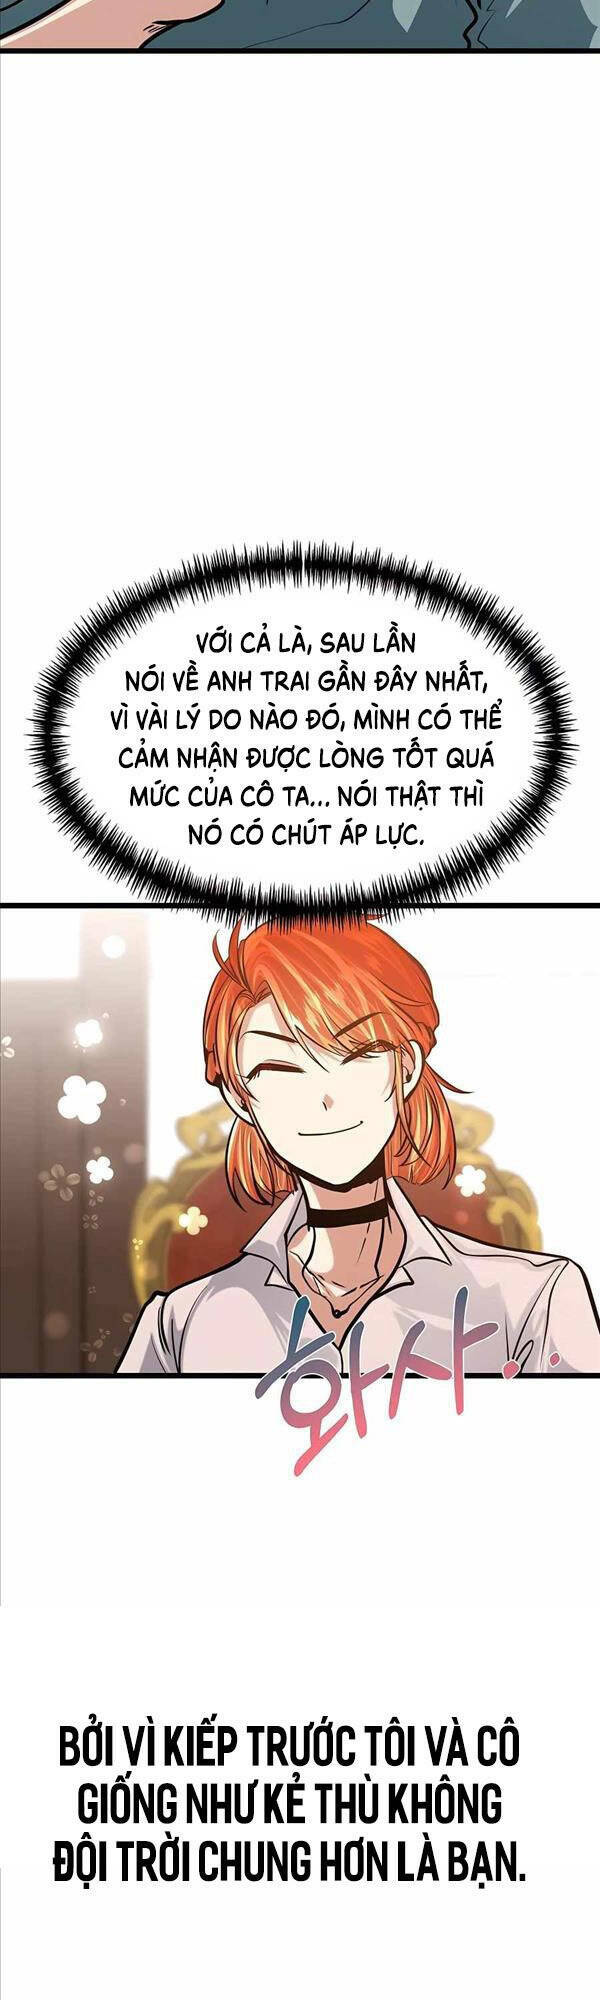 VỚI CẢ LÀ, SAU LẦN
NÓI VỀ ANH TRAI GẦN ĐÂY NHẤT,
VÌ VÀI LÝ DO NÀO ĐÓ, MÌNH CÓ THỂ
CẢM NHẬN ĐƯỢC LÒNG TỐT QUÁ
MỨC CỦA CÔ TA... NÓI THẬT THÌ
NÓ CÓ CHÚT ÁP LỰC.
화사..
BỞI VÌ KIẾP TRƯỚC TÔI VÀ CÔ
GIỐNG NHƯ KẺ THÙ KHÔNG
ĐỘI TRỜI CHUNG HƠN LÀ BẠN.